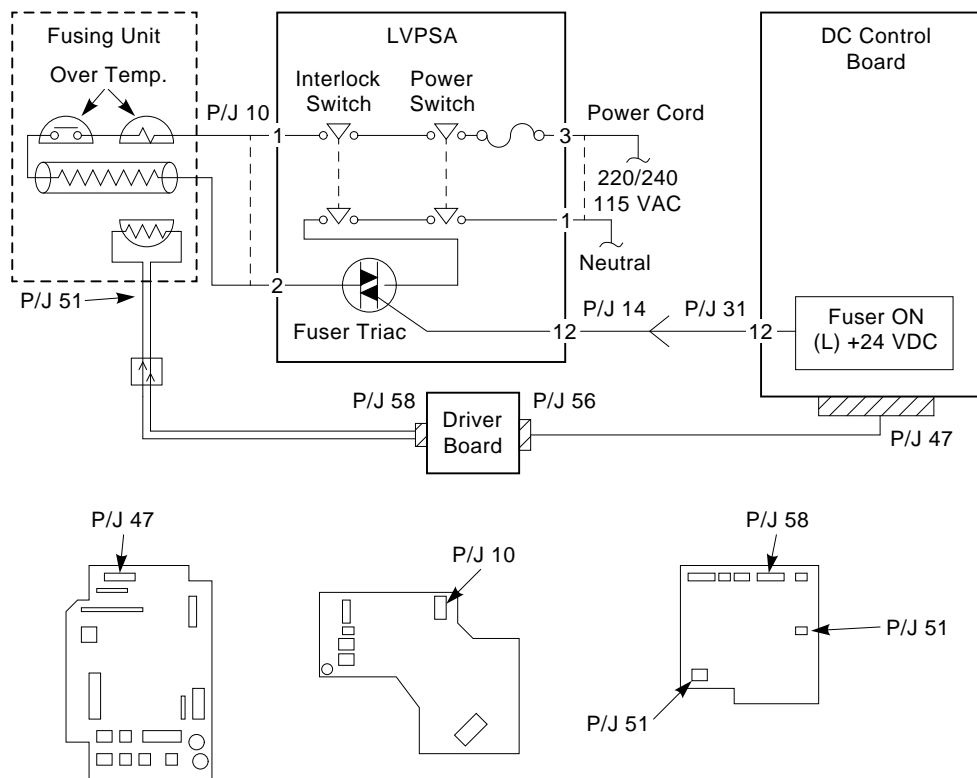 Fusing Unit
Over Temp.
P/J 10
LVPSA
Interlock
Switch
Power
Switch
1
3
Power Cord
220/240
115 VAC
1
Neutral
2
Fuser Triac
12
P/J 14
P/J 31
12
DC Control
Board
Fuser ON
(L) +24 VDC
P/J 51
P/J 58
Driver
Board
P/J 56
P/J 47
P/J 47
P/J 10
P/J 58
P/J 51
P/J 51